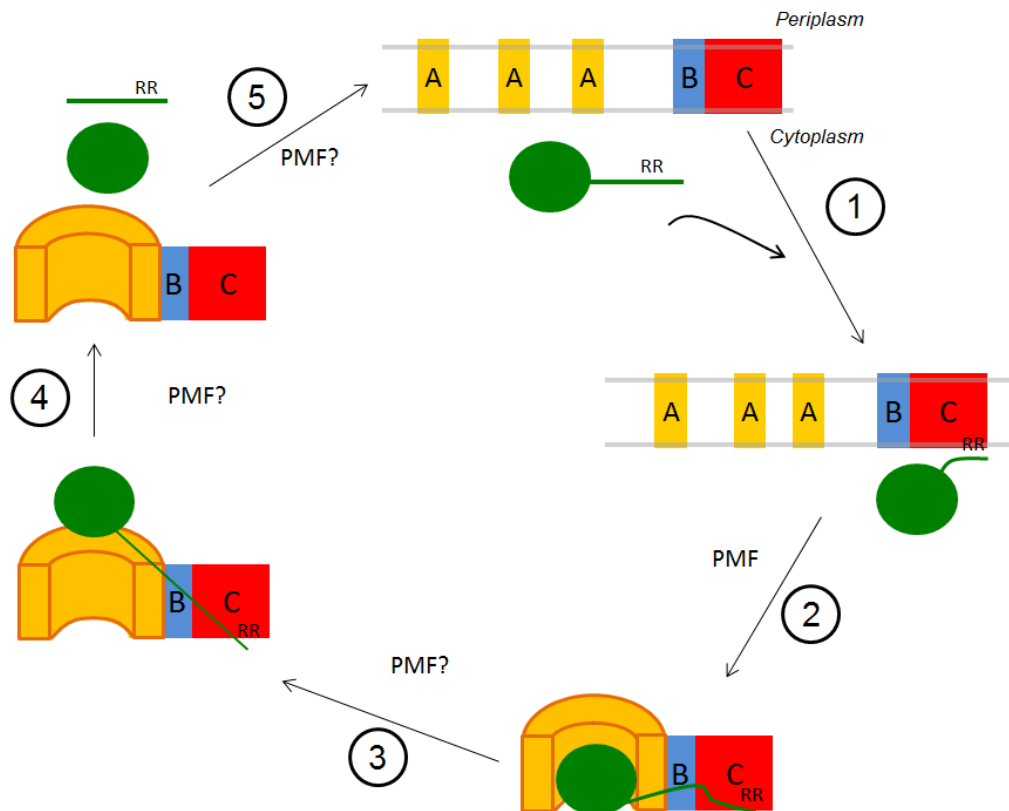 Periplasm
A A A B C
Cytoplasm
RR
1
A A A B C
RR
PMF
2
B C
RR
PMF?
3
B C
RR
PMF?
4
B C
RR
PMF?
5